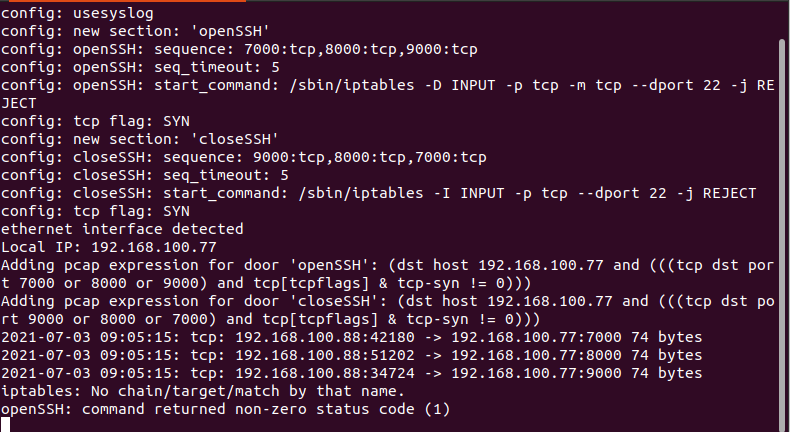 config: usesyslog
config: new section: 'openSSH'
config: openSSH: sequence: 7000:tcp,8000:tcp,9000:tcp
config: openSSH: seq_timeout: 5
config: openSSH: start_command: /sbin/iptables -D INPUT -p tcp -m tcp --dport 22 -j RE
JECT
config: tcp flag: SYN
config: new section: 'closeSSH'
config: closeSSH: sequence: 9000:tcp,8000:tcp,7000:tcp
config: closeSSH: seq_timeout: 5
config: closeSSH: start_command: /sbin/iptables -I INPUT -p tcp --dport 22 -j REJECT
config: tcp flag: SYN
ethernet interface detected
Local IP: 192.168.100.77
Adding pcap expression for door 'openSSH': (dst host 192.168.100.77 and (((tcp dst por
t 7000 or 8000 or 9000) and tcp[tcpflags] & tcp-syn != 0)))
Adding pcap expression for door 'closeSSH': (dst host 192.168.100.77 and (((tcp dst po
rt 9000 or 8000 or 7000) and tcp[tcpflags] & tcp-syn != 0)))
2021-07-03 09:05:15: tcp: 192.168.100.88:42180 -> 192.168.100.77:7000 74 bytes
2021-07-03 09:05:15: tcp: 192.168.100.88:51202 -> 192.168.100.77:8000 74 bytes
2021-07-03 09:05:15: tcp: 192.168.100.88:34724 -> 192.168.100.77:9000 74 bytes
iptables: No chain/target/match by that name.
openSSH: command returned non-zero status code (1)